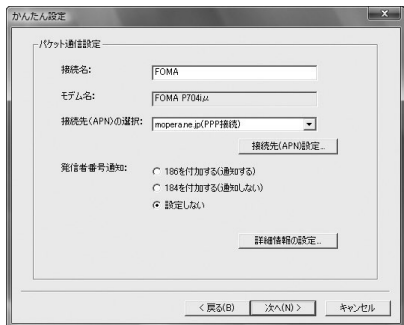 かんたん設定
パケット通信設定
接続名: FOMA
モデム名: FOMA P704iμ
接続先(APN)の選択: mopera.ne.jp(PPP接続)
接続先(APN)設定...
発信者番号通知: 186を付加する(通知する)
184を付加する(通知しない)
設定しない
詳細情報の設定...
< 戻る(B) 次へ(N) > キャンセル